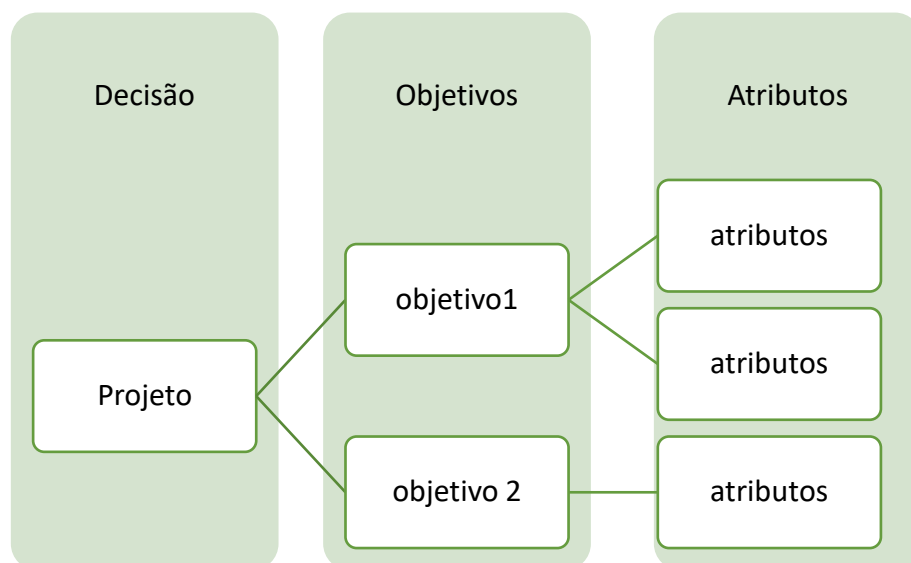 Decisão
Objetivos
Atributos
Projeto
objetivo1
objetivo 2
atributos
atributos
atributos